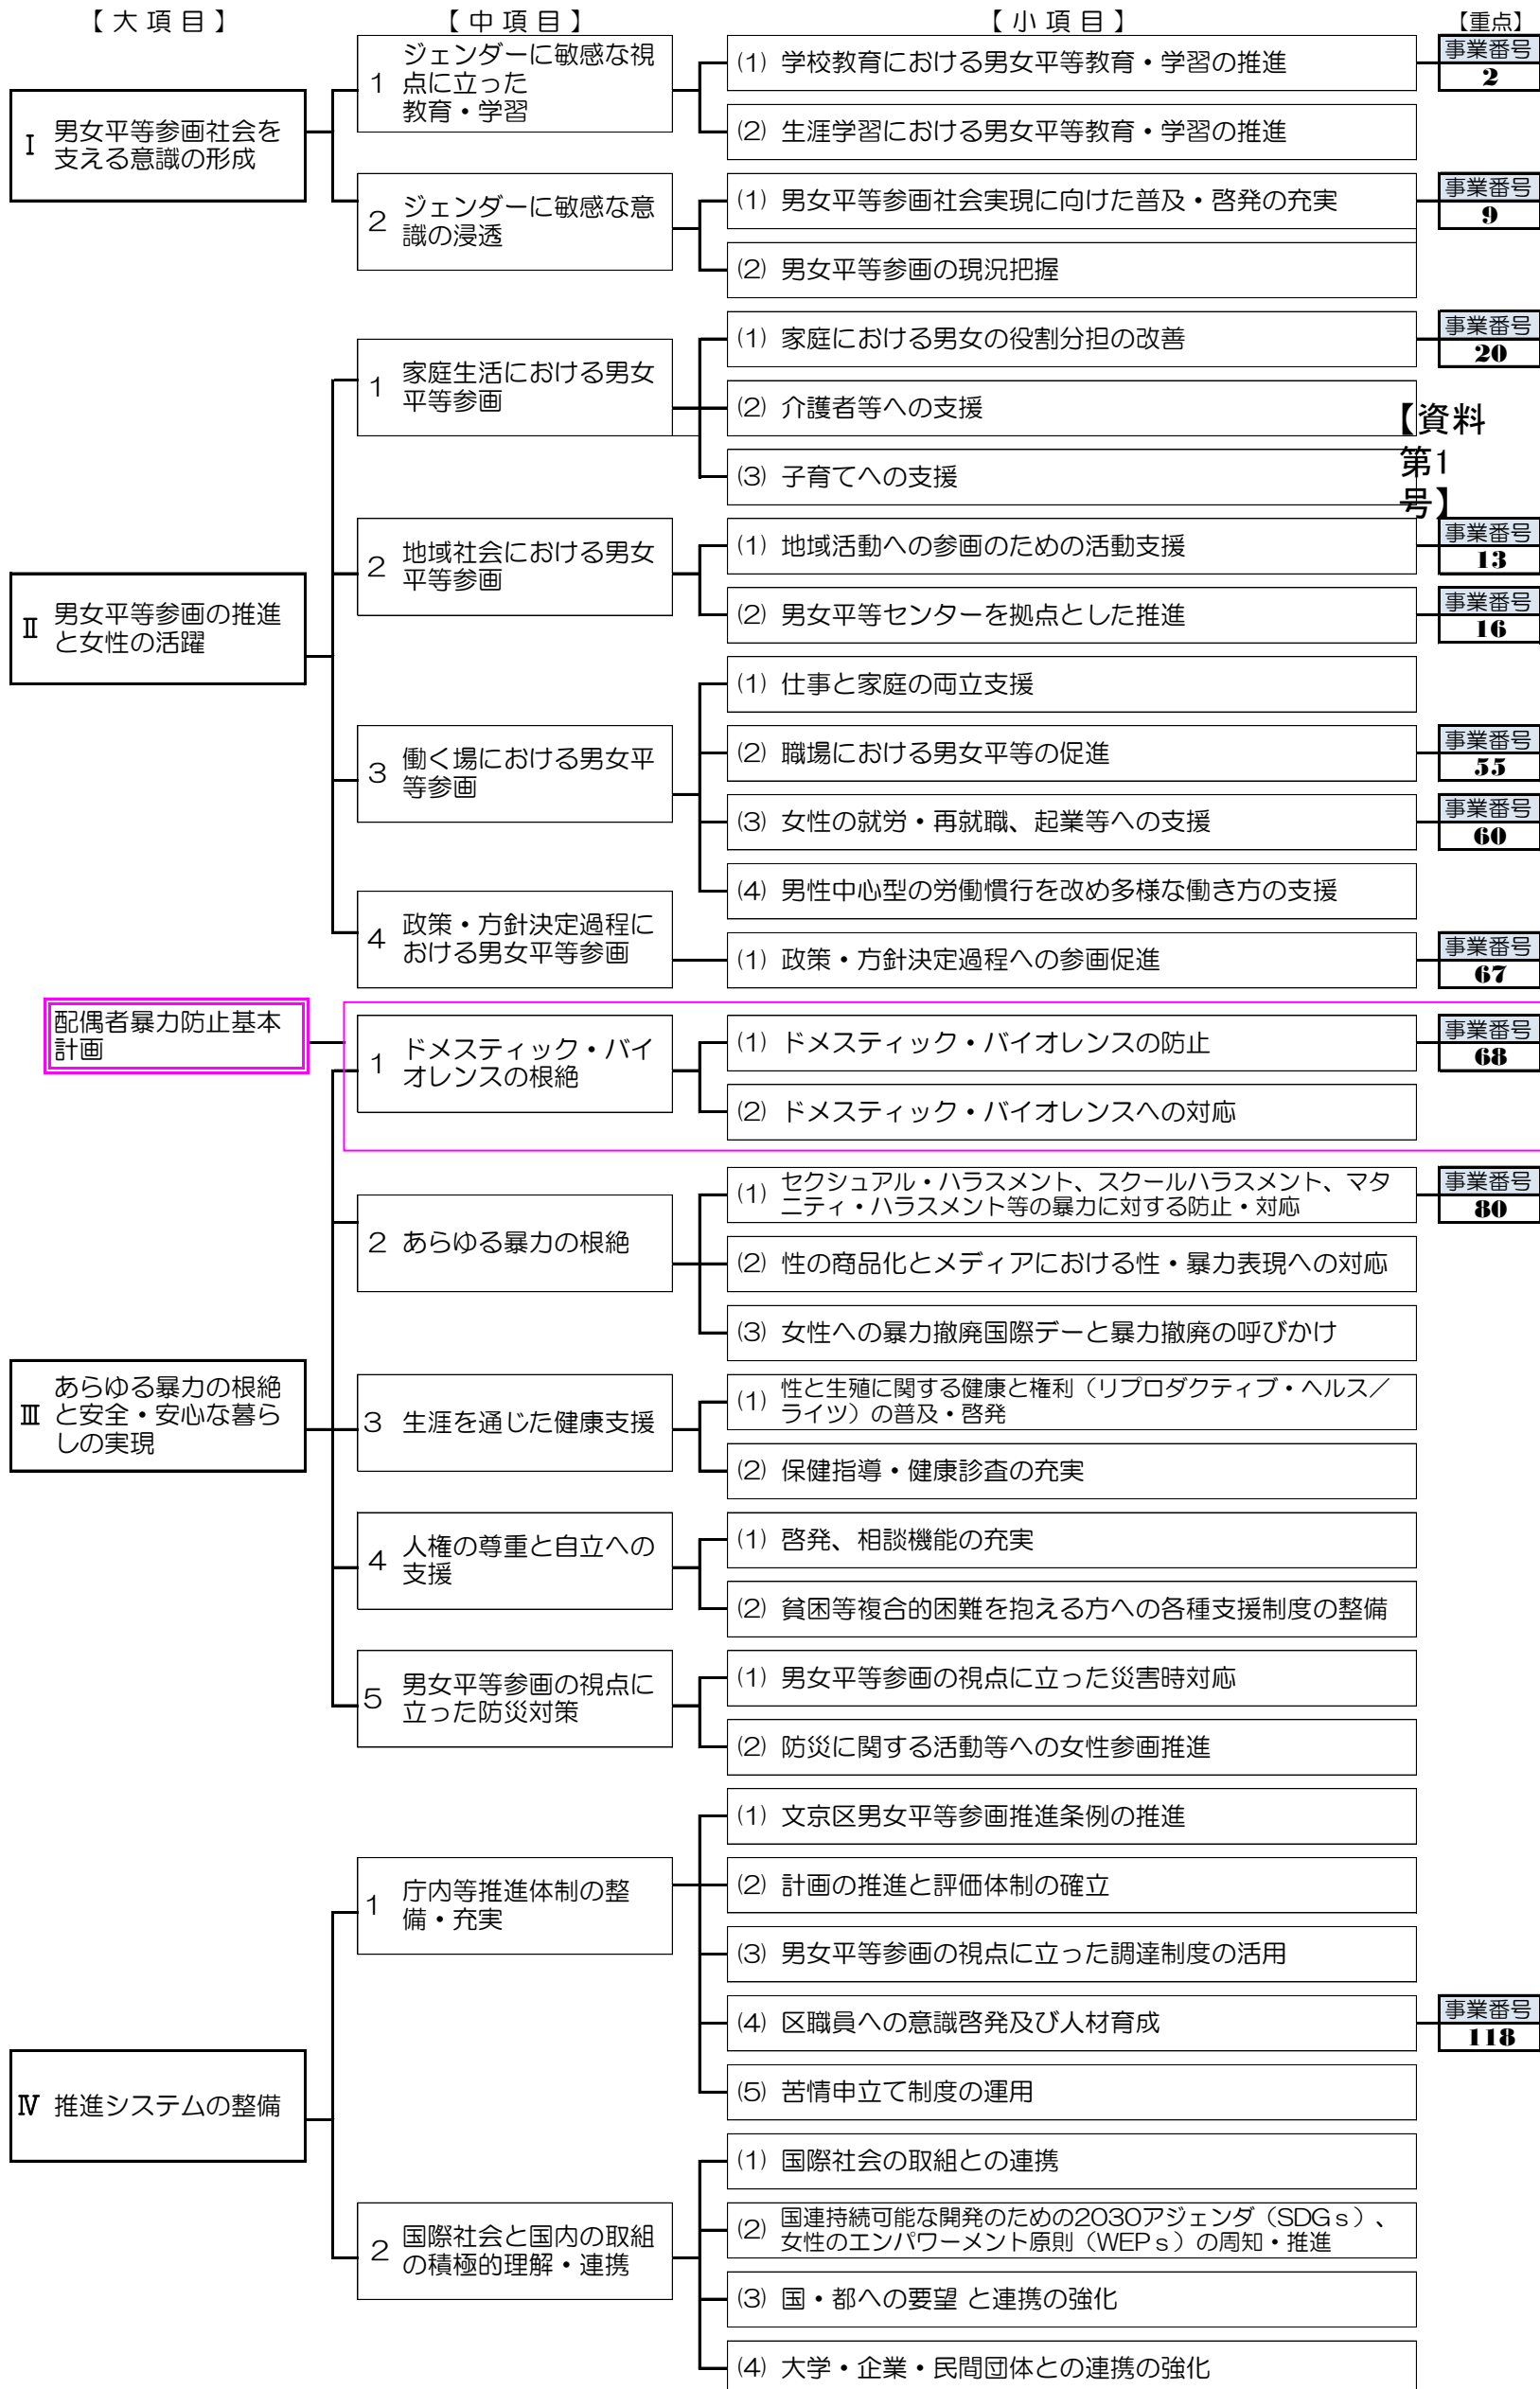 【 大 項 目 】
【 中 項 目 】
【 小 項 目 】
【重点】
Ⅰ
男女平等参画社会を
支える意識の形成
1
ジェンダーに敏感な視
点に立った
教育・学習
(1) 学校教育における男女平等教育・学習の推進
事業番号
2
(2) 生涯学習における男女平等教育・学習の推進
2
ジェンダーに敏感な意
識の浸透
(1) 男女平等参画社会実現に向けた普及・啓発の充実
事業番号
9
(2) 男女平等参画の現況把握
Ⅱ
男女平等参画の推進
と女性の活躍
1
家庭生活における男女
平等参画
(1) 家庭における男女の役割分担の改善
事業番号
20
(2) 介護者等への支援
(3) 子育てへの支援
【資料
第1
号】
2
地域社会における男女
平等参画
(1) 地域活動への参画のための活動支援
事業番号
13
(2) 男女平等センターを拠点とした推進
事業番号
16
3
働く場における男女平
等参画
(1) 仕事と家庭の両立支援
(2) 職場における男女平等の促進
事業番号
55
(3) 女性の就労・再就職、起業等への支援
事業番号
60
(4) 男性中心型の労働慣行を改め多様な働き方の支援
4
政策・方針決定過程に
おける男女平等参画
(1) 政策・方針決定過程への参画促進
事業番号
67
配偶者暴力防止基本
計画
Ⅲ
あらゆる暴力の根絶
と安全・安心な暮ら
しの実現
1
ドメスティック・バイ
オレンスの根絶
(1) ドメスティック・バイオレンスの防止
事業番号
68
(2) ドメスティック・バイオレンスへの対応
2 あらゆる暴力の根絶
(1)
セクシュアル・ハラスメント、スクールハラスメント、マタ
ニティ・ハラスメント等の暴力に対する防止・対応
事業番号
80
(2) 性の商品化とメディアにおける性・暴力表現への対応
(3) 女性への暴力撤廃国際デーと暴力撤廃の呼びかけ
3 生涯を通じた健康支援
(1)
性と生殖に関する健康と権利（リプロダクティブ・ヘルス／
ライツ）の普及・啓発
(2) 保健指導・健康診査の充実
4
人権の尊重と自立への
支援
(1) 啓発、相談機能の充実
(2) 貧困等複合的困難を抱える方への各種支援制度の整備
5
男女平等参画の視点に
立った防災対策
(1) 男女平等参画の視点に立った災害時対応
(2) 防災に関する活動等への女性参画推進
Ⅳ 推進システムの整備
1
庁内等推進体制の整
備・充実
(1) 文京区男女平等参画推進条例の推進
(2) 計画の推進と評価体制の確立
(3) 男女平等参画の視点に立った調達制度の活用
(4) 区職員への意識啓発及び人材育成
事業番号
118
(5) 苦情申立て制度の運用
2
国際社会と国内の取組
の積極的理解・連携
(1) 国際社会の取組との連携
(2)
国連持続可能な開発のための2030アジェンダ（SDGｓ）、
女性のエンパワーメント原則（WEPｓ）の周知・推進
(3) 国・都への要望 と連携の強化
(4) 大学・企業・民間団体との連携の強化